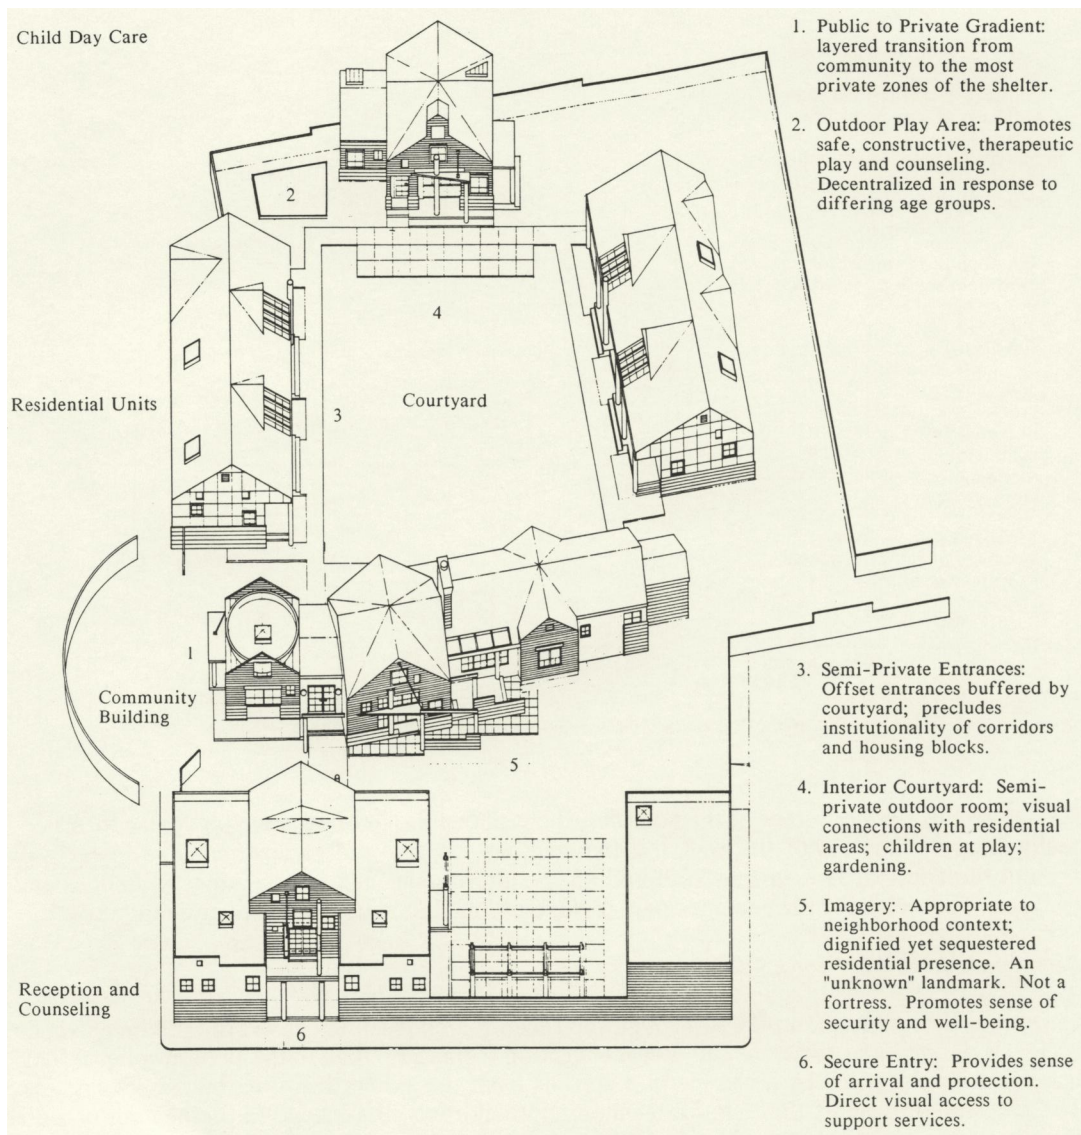 Child Day Care
1. Public to Private Gradient:
layered transition from
community to the most
private zones of the shelter.
2. Outdoor Play Area: Promotes
safe, constructive, therapeutic
play and counseling.
Decentralized in response to
differing age groups.
2
4
Residential Units
3
Courtyard
1
Community
Building
5
3. Semi-Private Entrances:
Offset entrances buffered by
courtyard; precludes
institutionality of corridors
and housing blocks.
4. Interior Courtyard: Semi-
private outdoor room; visual
connections with residential
areas; children at play;
gardening.
5. Imagery: Appropriate to
neighborhood context;
dignified yet sequestered
residential presence. An
"unknown" landmark. Not a
fortress. Promotes sense of
security and well-being.
Reception and
Counseling
6
6. Secure Entry: Provides sense
of arrival and protection.
Direct visual access to
support services.